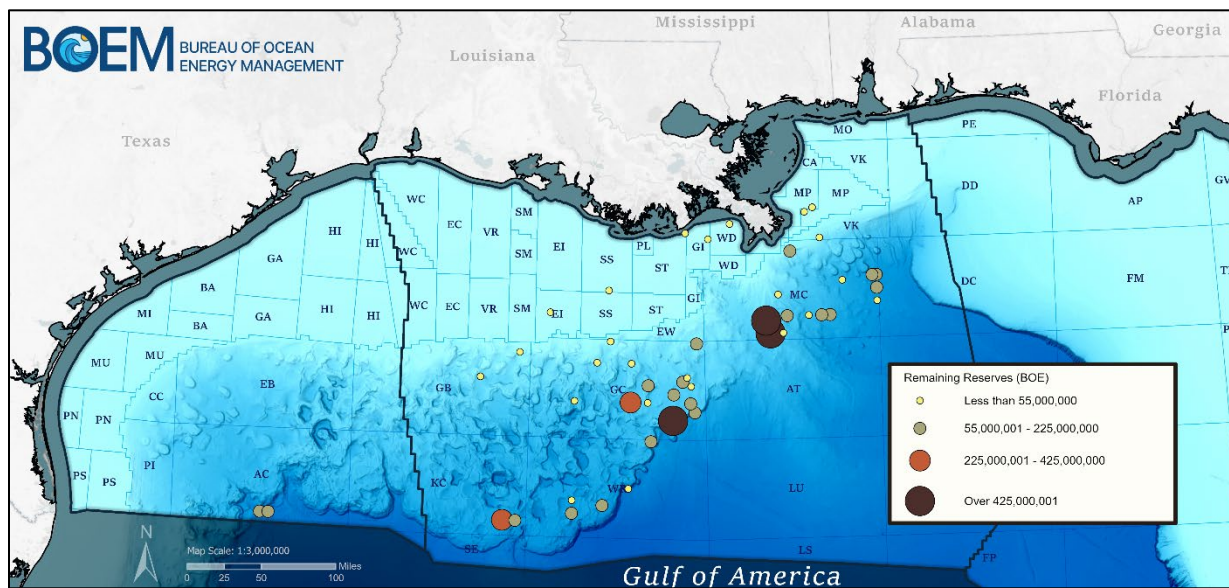 BOEM
BUREAU OF OCEAN
ENERGY MANAGEMENT
Mississippi
Alabama
Georgia
Louisiana
Florida
Texas
MO
PE
CA
VK
WC
MP
MP
DD
GV
SM
EC
VR
AP
HI
HI
EI
SS
PL
GI
WD
VK
WC
SM
ST
WD
GA
FM
BA
HI
HI
WC
EC
VR
SM
EI
SS
ST
GI
MC
DC
MI
BA
GA
EW
MU
MU
CC
EB
GB
GC
AT
PN
PN
PI
PS
PS
AC
KC
LU
SE
LS
FP
Remaining Reserves (BOE)
Less than 55,000,000
55,000,001 - 225,000,000
225,000,001 - 425,000,000
Over 425,000,001
N
Map Scale: 1:3,000,000
Miles
0 25 50 100
Gulf of America